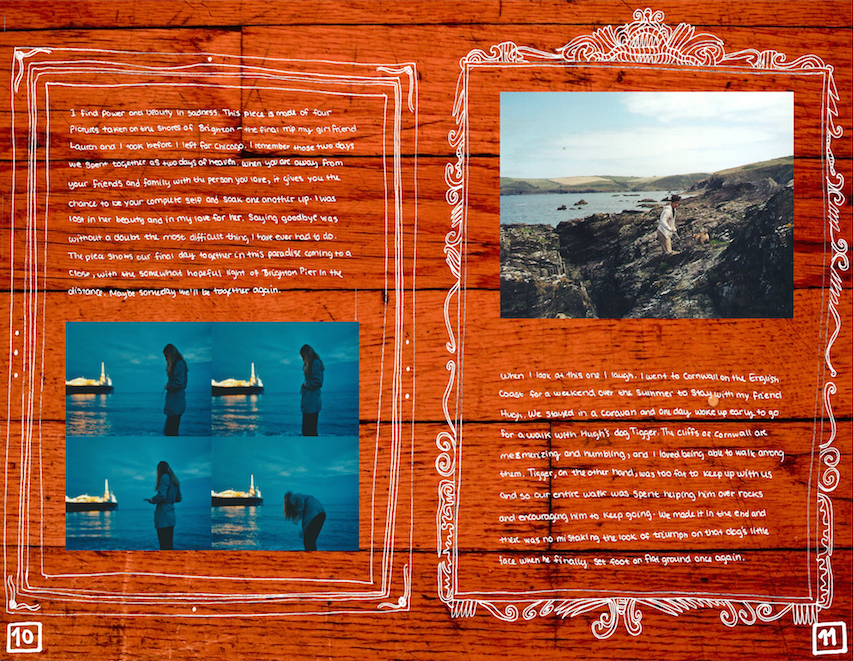 I find power and beauty in sadness. This piece is made of four
Pictures taken on the shores of Brighton – the final trip my girlfriend
Lauren and I took before I left for Chicago. I remember those two days
we spent together as two days of heaven. When you are away from
your friends and family with the person you love, it gives you the
chance to be your complete self and soak one another up. I was
lost in her beauty and in my love for her. Saying goodbye was
without a doubt the most difficult thing I have ever had to do.
The piece shows our final day together in this paradise coming to a
close, with the somewhat hopeful light of Brighton Pier in the
distance. Maybe someday we'll be together again.
10
When I look at this one I laugh. I went to Cornwall on the English
Coast for a weekend over the summer to stay with my friend
Hugh. We stayed in a caravan and one day woke up early to go
for a walk with Hugh's dog Tigger. The cliffs of Cornwall are
mesmerizing and humbling, and I loved being able to walk among
them. Tigger, on the other hand, was too fat to keep up with us
and so our entire walk was spent helping him over rocks
and encouraging him to keep going. We made it in the end and
there was no mistaking the look of triumph on that dog's little
face when he finally set foot on flat ground once again.
11